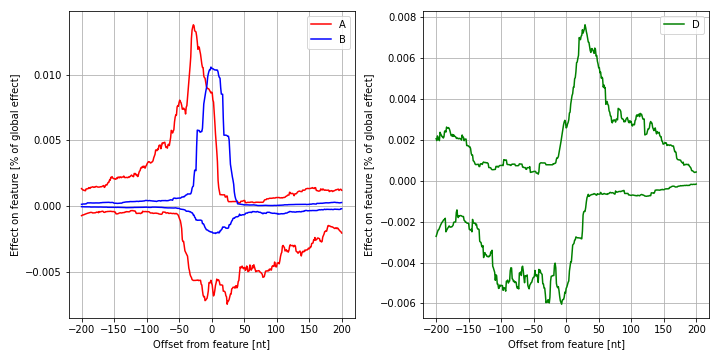 A
B
0.010
0.005
0.000
−0.005
Effect on feature [% of global effect]
−200 −150 −100 −50 0 50 100 150 200
Offset from feature [nt]
D
0.008
0.006
0.004
0.002
0.000
−0.002
−0.004
−0.006
Effect on feature [% of global effect]
−200 −150 −100 −50 0 50 100 150 200
Offset from feature [nt]